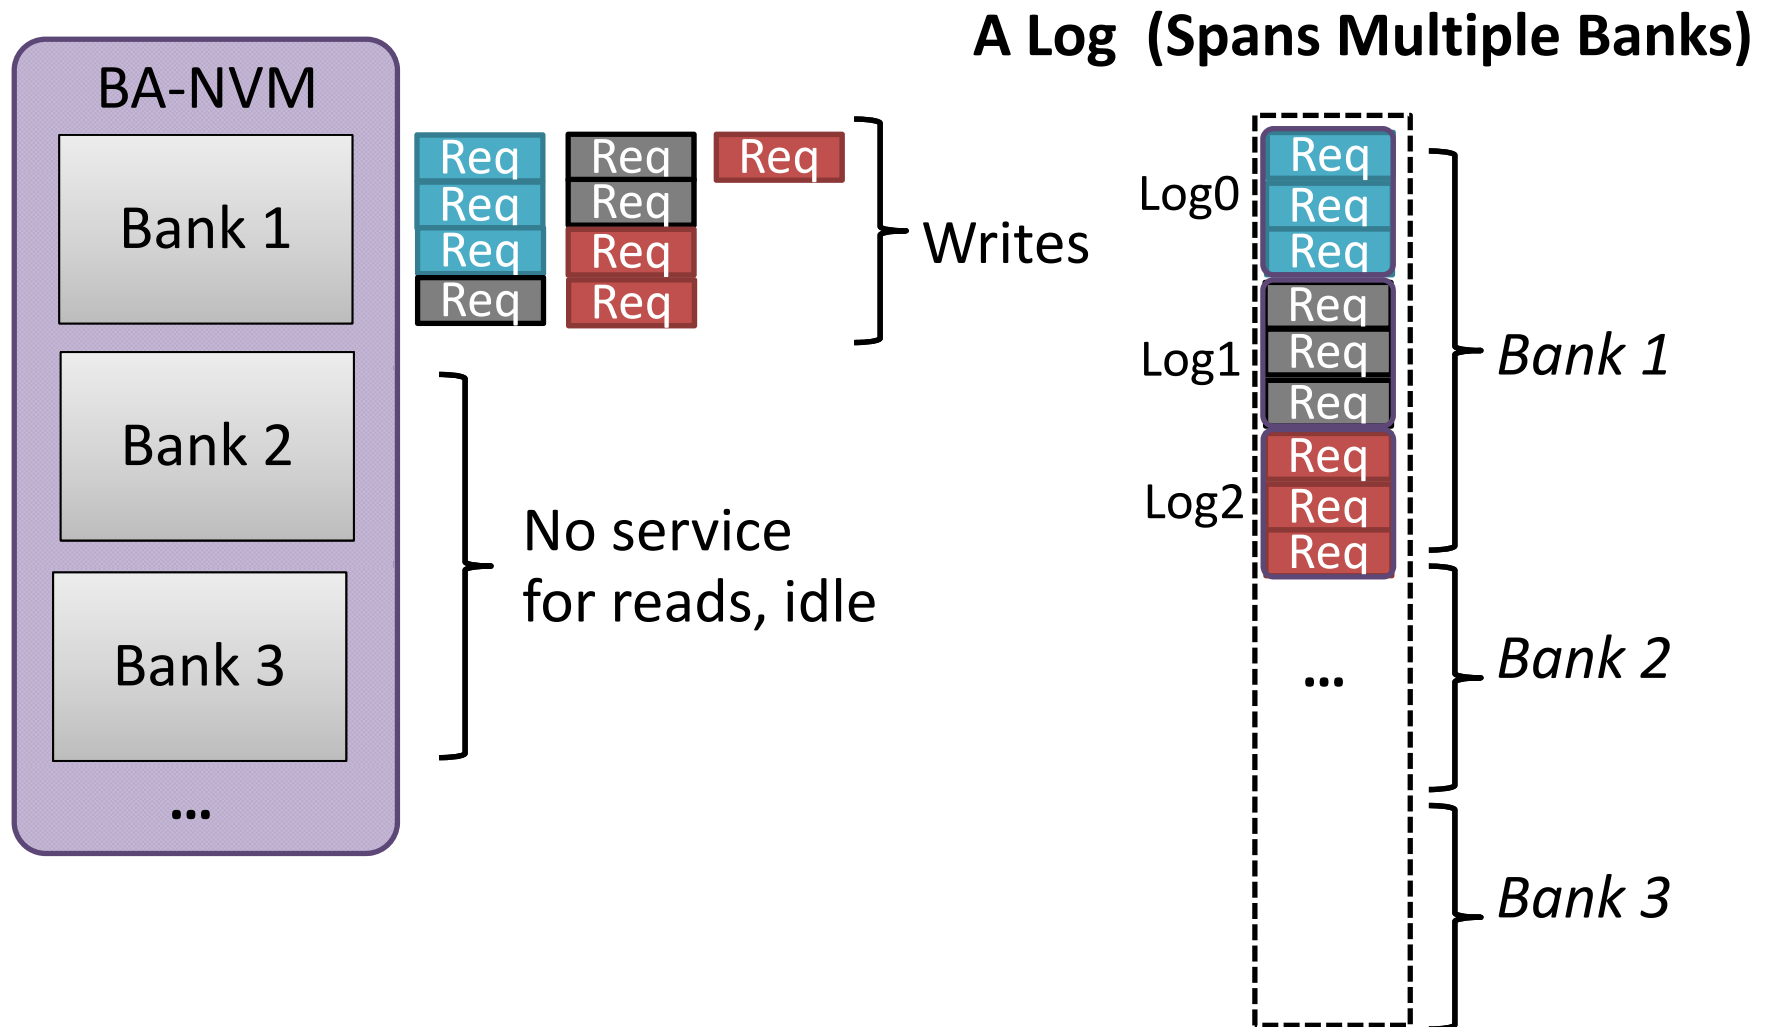 A Log (Spans Multiple Banks)
BA-NVM
Bank 1
Bank 2
Bank 3
...
Req Req Req
Req Req
Req Req
Req Req
Writes
No service
for reads, idle
Log0
Req
Req
Req
Log1
Req
Req
Req
Log2
Req
Req
Req
...
Bank 1
Bank 2
Bank 3